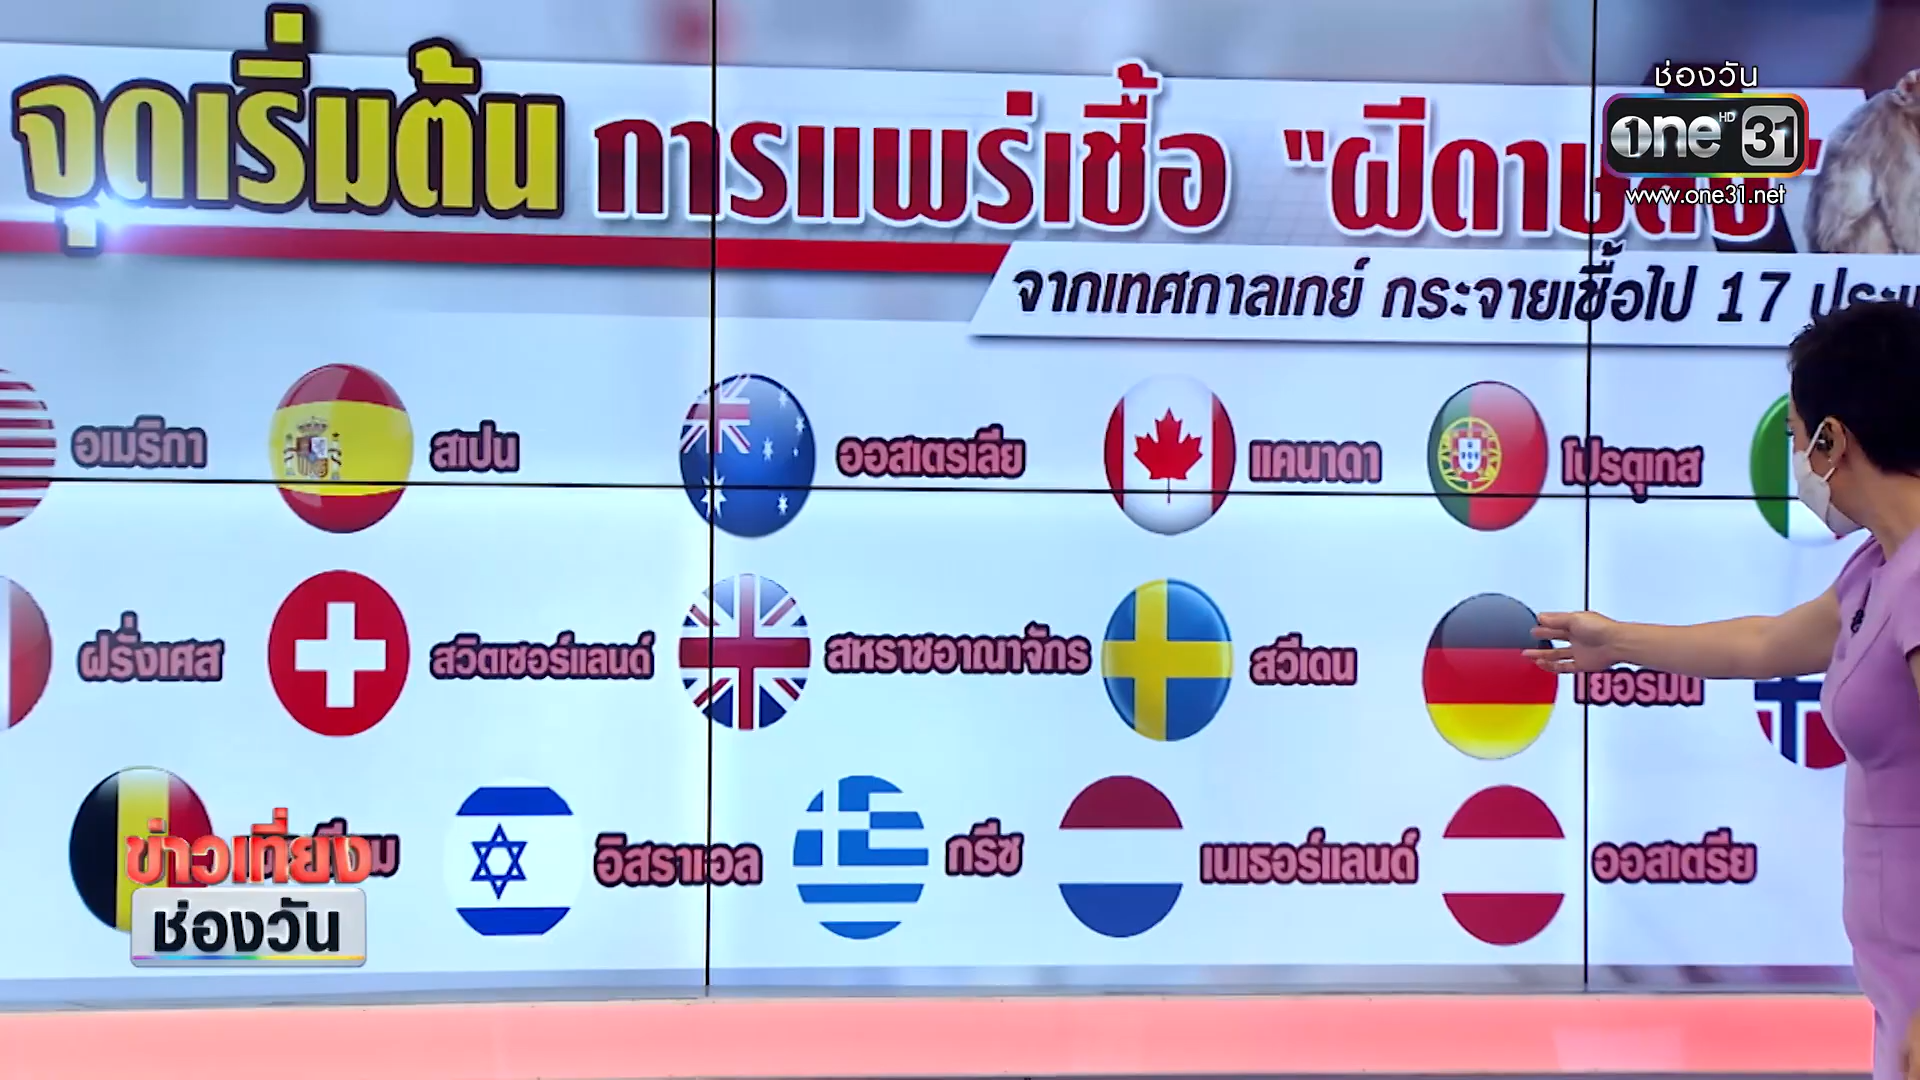 จุดเริ่มต้น การแพร่เชื้อ "ฝีดาษลิง"
จากเทศกาลเกย์ กระจายเชื้อไป 17
ช่องวัน
one HD 31
www.one31.net
อเมริกา สเปน ออสเตรเลีย แคนาดา โปรตุเกส
ฝรั่งเศส สวิตเซอร์แลนด์ สหราชอาณาจักร สวีเดน เยอรมัน
อิสราเอล กรีซ เนเธอร์แลนด์ ออสเตรีย
ข่าวเที่ยง
ช่องวัน